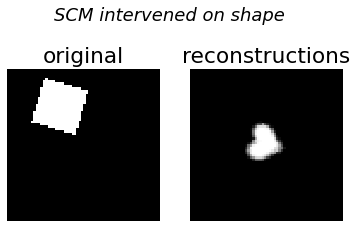 SCM intervened on shape
original
reconstructions